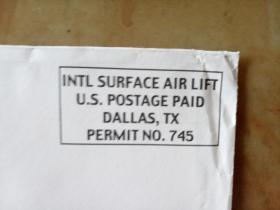 INTL SURFACE AIR LIFT
U.S. POSTAGE PAID
DALLAS, TX
PERMIT NO. 745